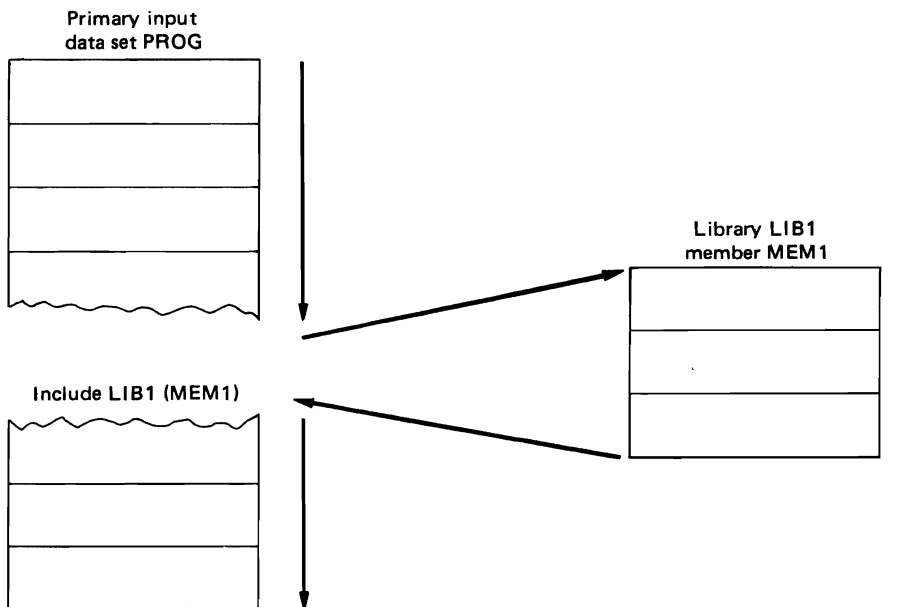 Primary input
data set PROG
Library LIB1
member MEM1
Include LIB1 (MEM1)